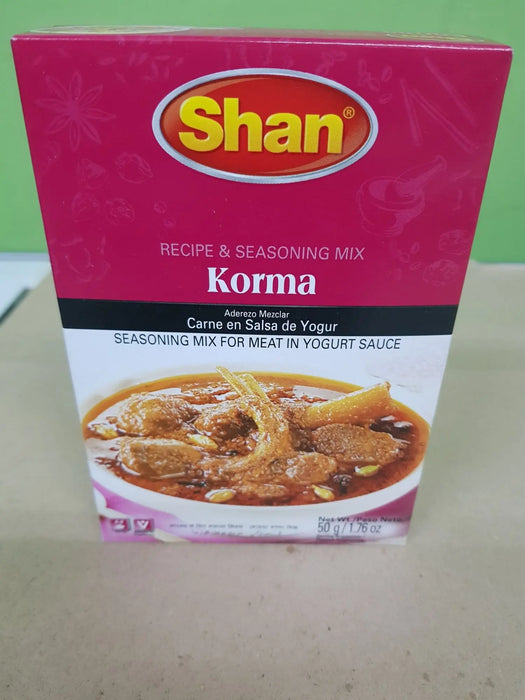 Shan®
RECIPE & SEASONING MIX
Korma
Aderezo Mezclar
Carne en Salsa de Yogur
SEASONING MIX FOR MEAT IN YOGURT SAUCE
Net Wt./Peso Neto
50 g / 1.76 oz